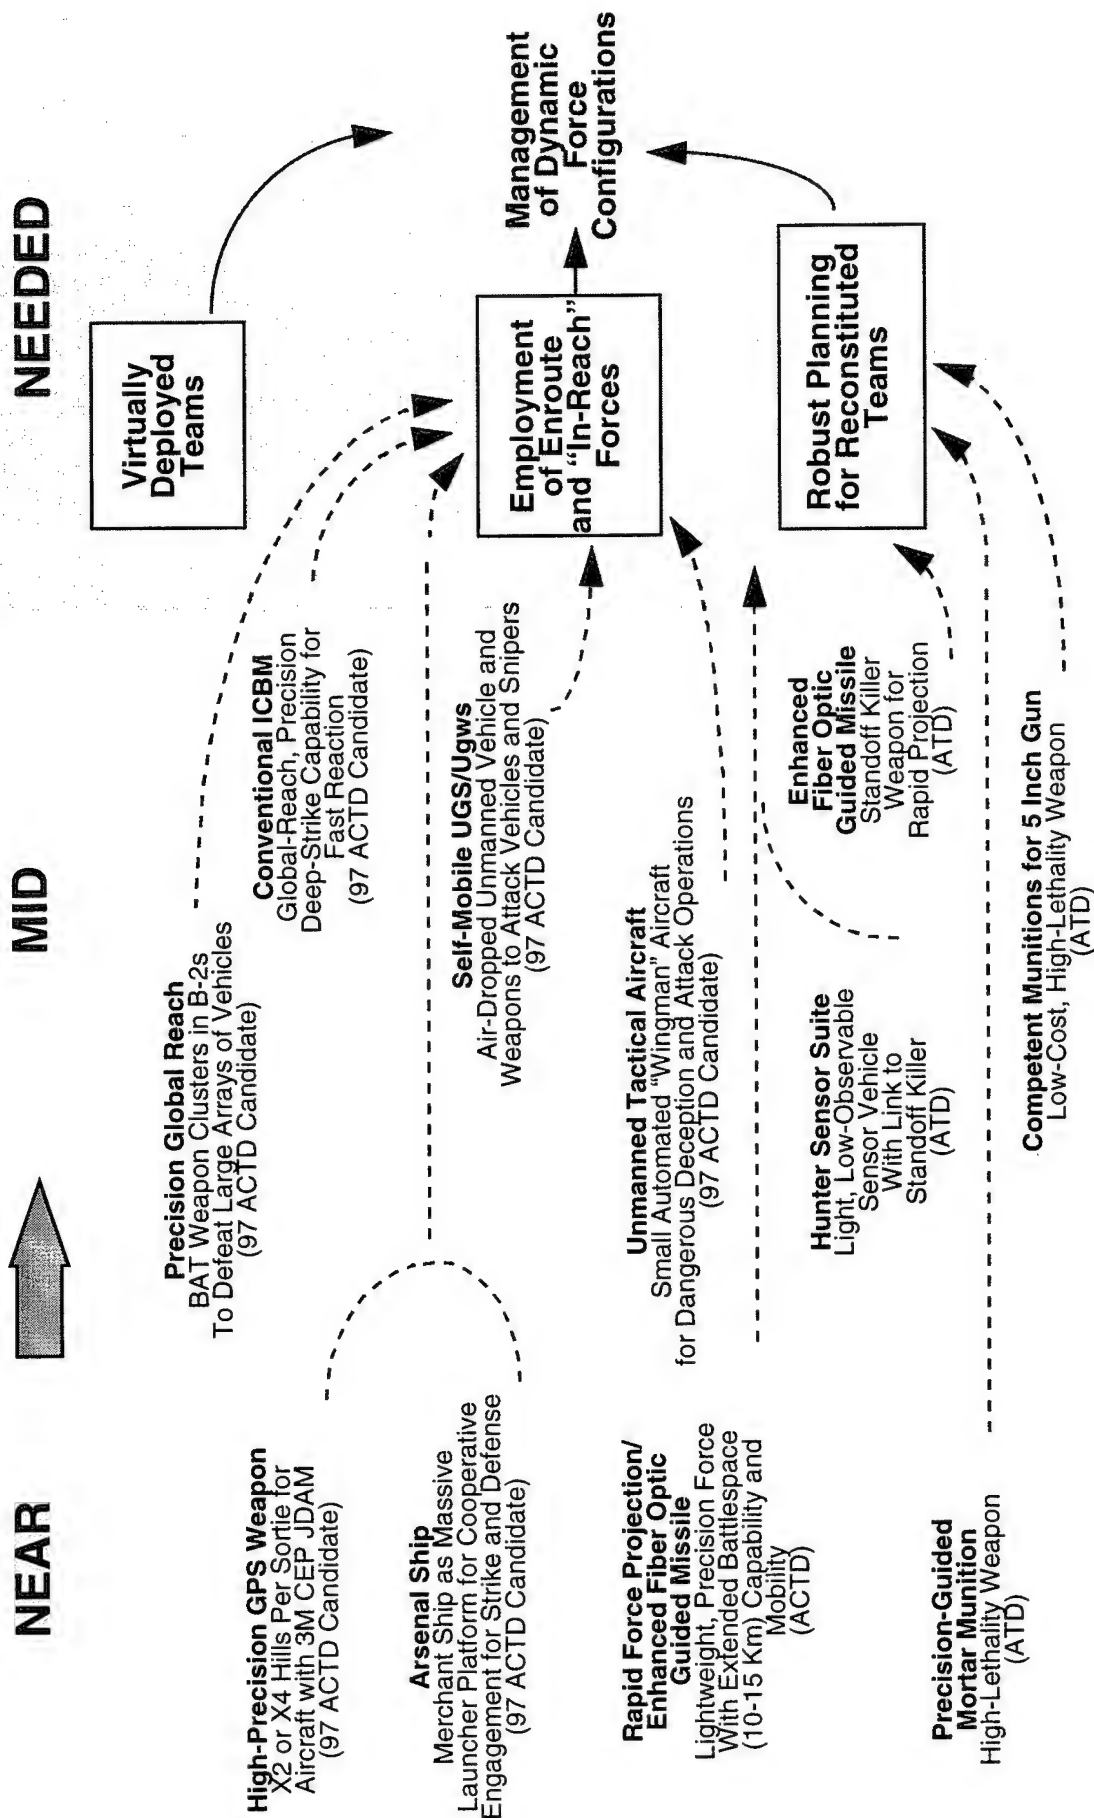 NEAR
MID
NEEDED
High-Precision GPS Weapon
X2 or X4 Hills Per Sortie for
Aircraft with 3M CEP JDAM
(97 ACTD Candidate)
Arsenal Ship
Merchant Ship as Massive
Launcher Platform for Cooperative
Engagement for Strike and Defense
(97 ACTD Candidate)
Rapid Force Projection/
Enhanced Fiber Optic
Guided Missile
Lightweight, Precision Force
With Extended Battlespace
(10-15 Km) Capability and
Mobility
(ACTD)
Precision-Guided
Mortar Munition
High-Lethality Weapon
(ATD)
Precision Global Reach
BAT Weapon Clusters in B-2s
To Defeat Large Arrays of Vehicles
(97 ACTD Candidate)
Conventional ICBM
Global-Reach, Precision
Deep-Strike Capability for
Fast Reaction
(97 ACTD Candidate)
Self-Mobile UGS/Ugws
Air-Dropped Unmanned Vehicle and
Weapons to Attack Vehicles and Snipers
(97 ACTD Candidate)
Unmanned Tactical Aircraft
Small Automated "Wingman" Aircraft
for Dangerous Deception and Attack Operations
(97 ACTD Candidate)
Hunter Sensor Suite
Light, Low-Observable
Sensor Vehicle
With Link to
Standoff Killer
(ATD)
Enhanced
Fiber Optic
Guided Missile
Standoff Killer
Weapon for
Rapid Projection
(ATD)
Competent Munitions for 5 Inch Gun
Low-Cost, High-Lethality Weapon
(ATD)
Virtually
Deployed
Teams
Employment
of Enroute
and "In-Reach"
Forces
Robust Planning
for Reconstituted
Teams
Management
of Dynamic
Force
Configurations